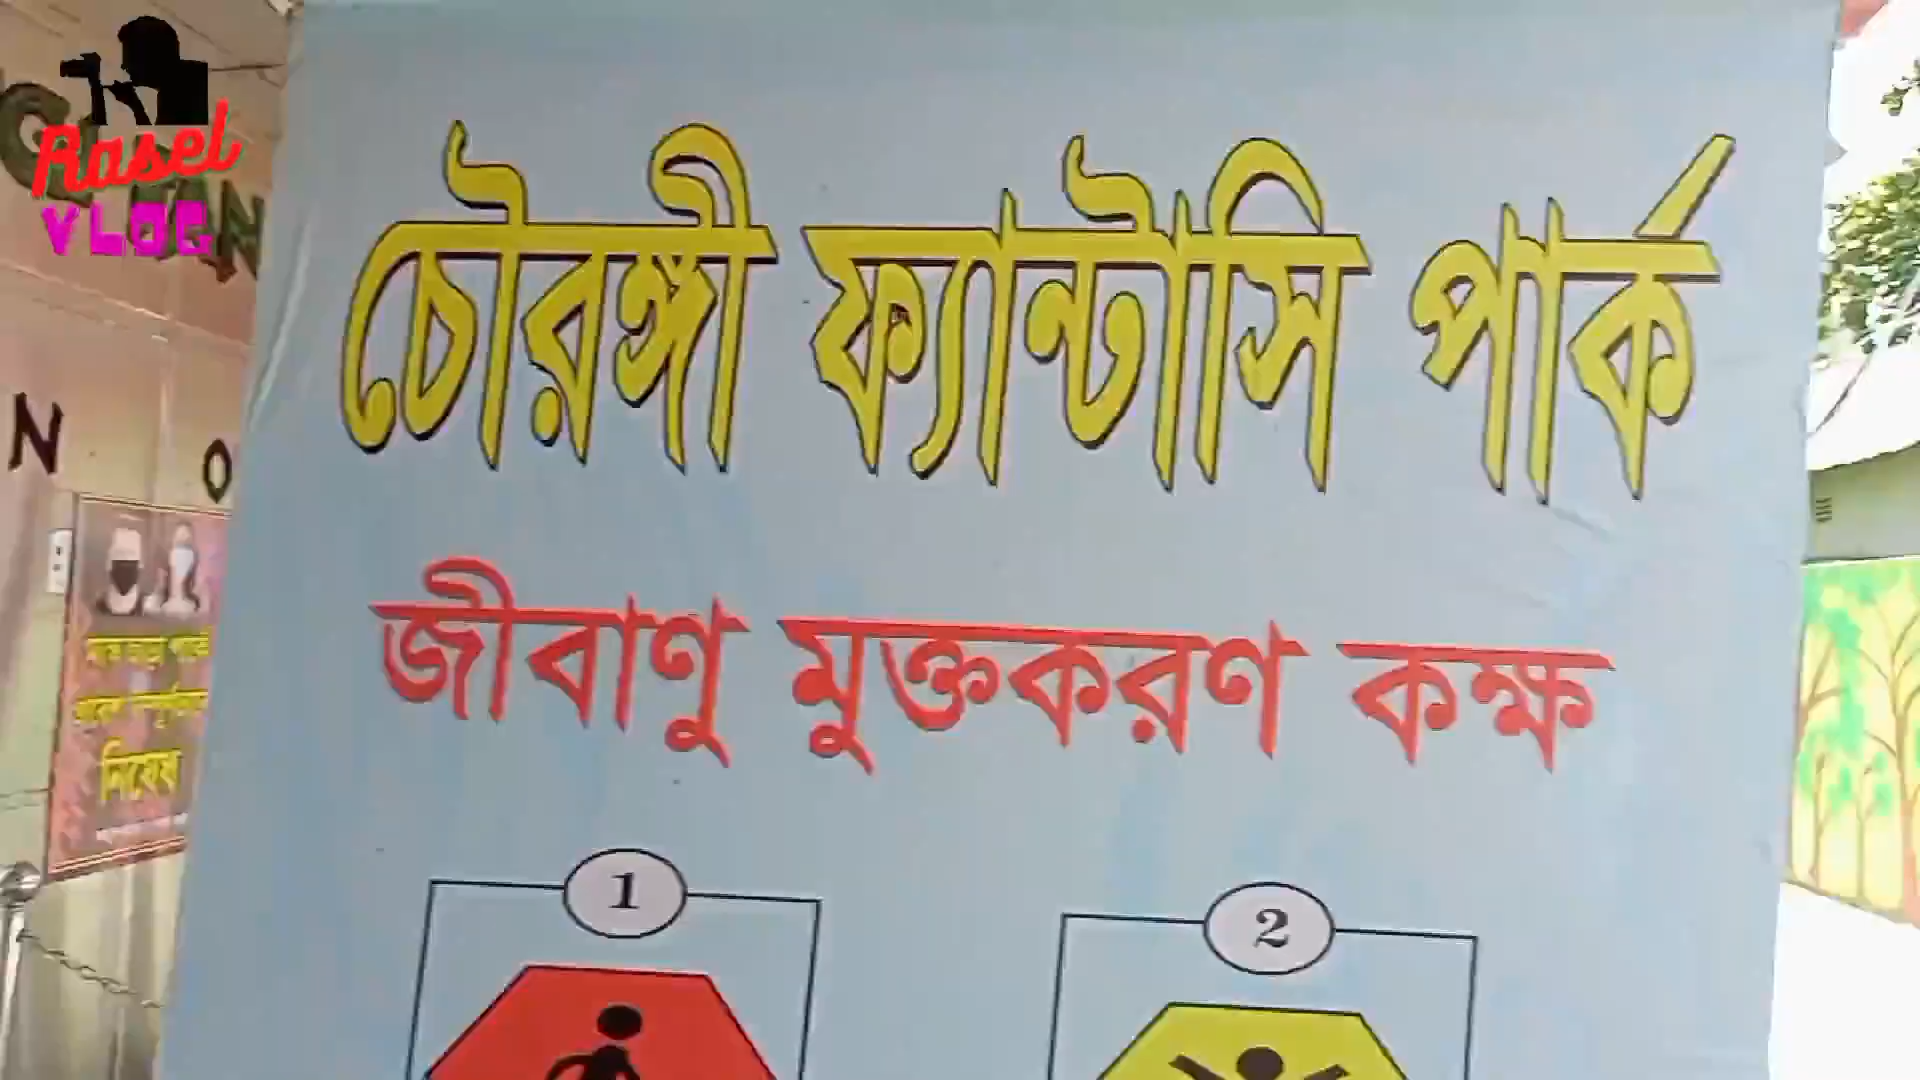 Rasel
VLOG
চৌরঙ্গী ফ্যান্টাসি পার্ক
জীবাণু মুক্তকরণ কক্ষ
N O
নিষেধ
1
2